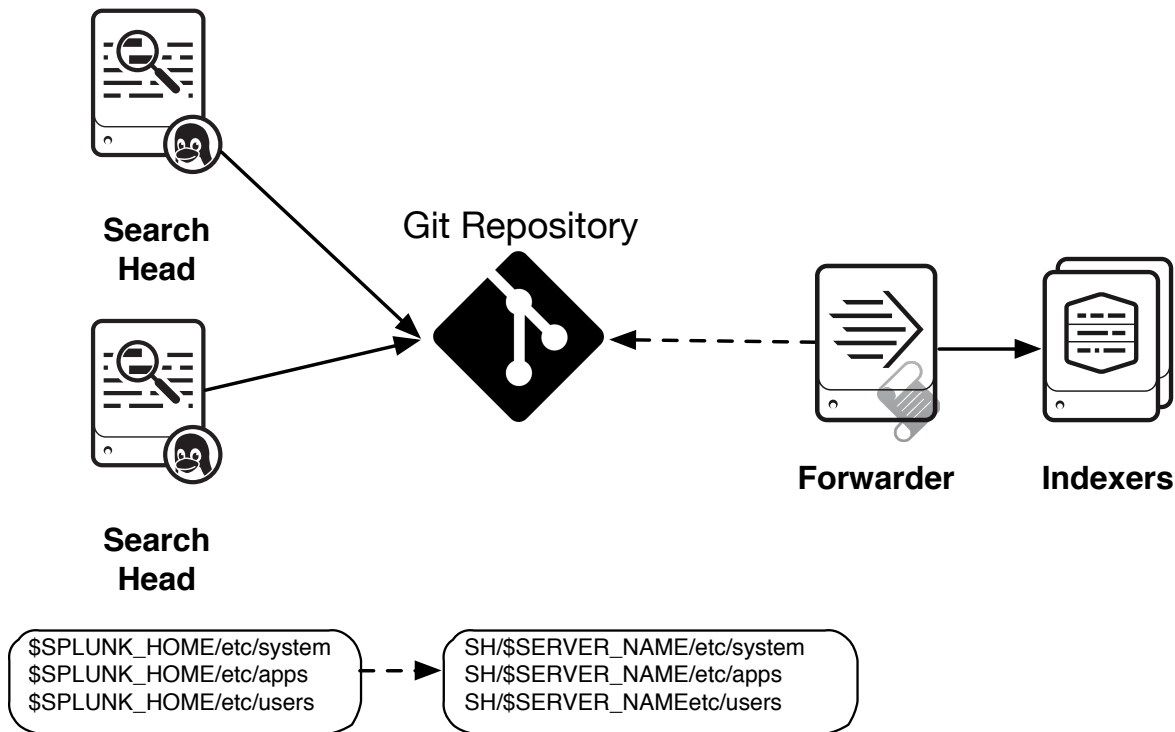 Search
Head
Git Repository
Search
Head
Forwarder
Indexers
$SPLUNK_HOME/etc/system
$SPLUNK_HOME/etc/apps
$SPLUNK_HOME/etc/users
SH/$SERVER_NAME/etc/system
SH/$SERVER_NAME/etc/apps
SH/$SERVER_NAMEetc/users